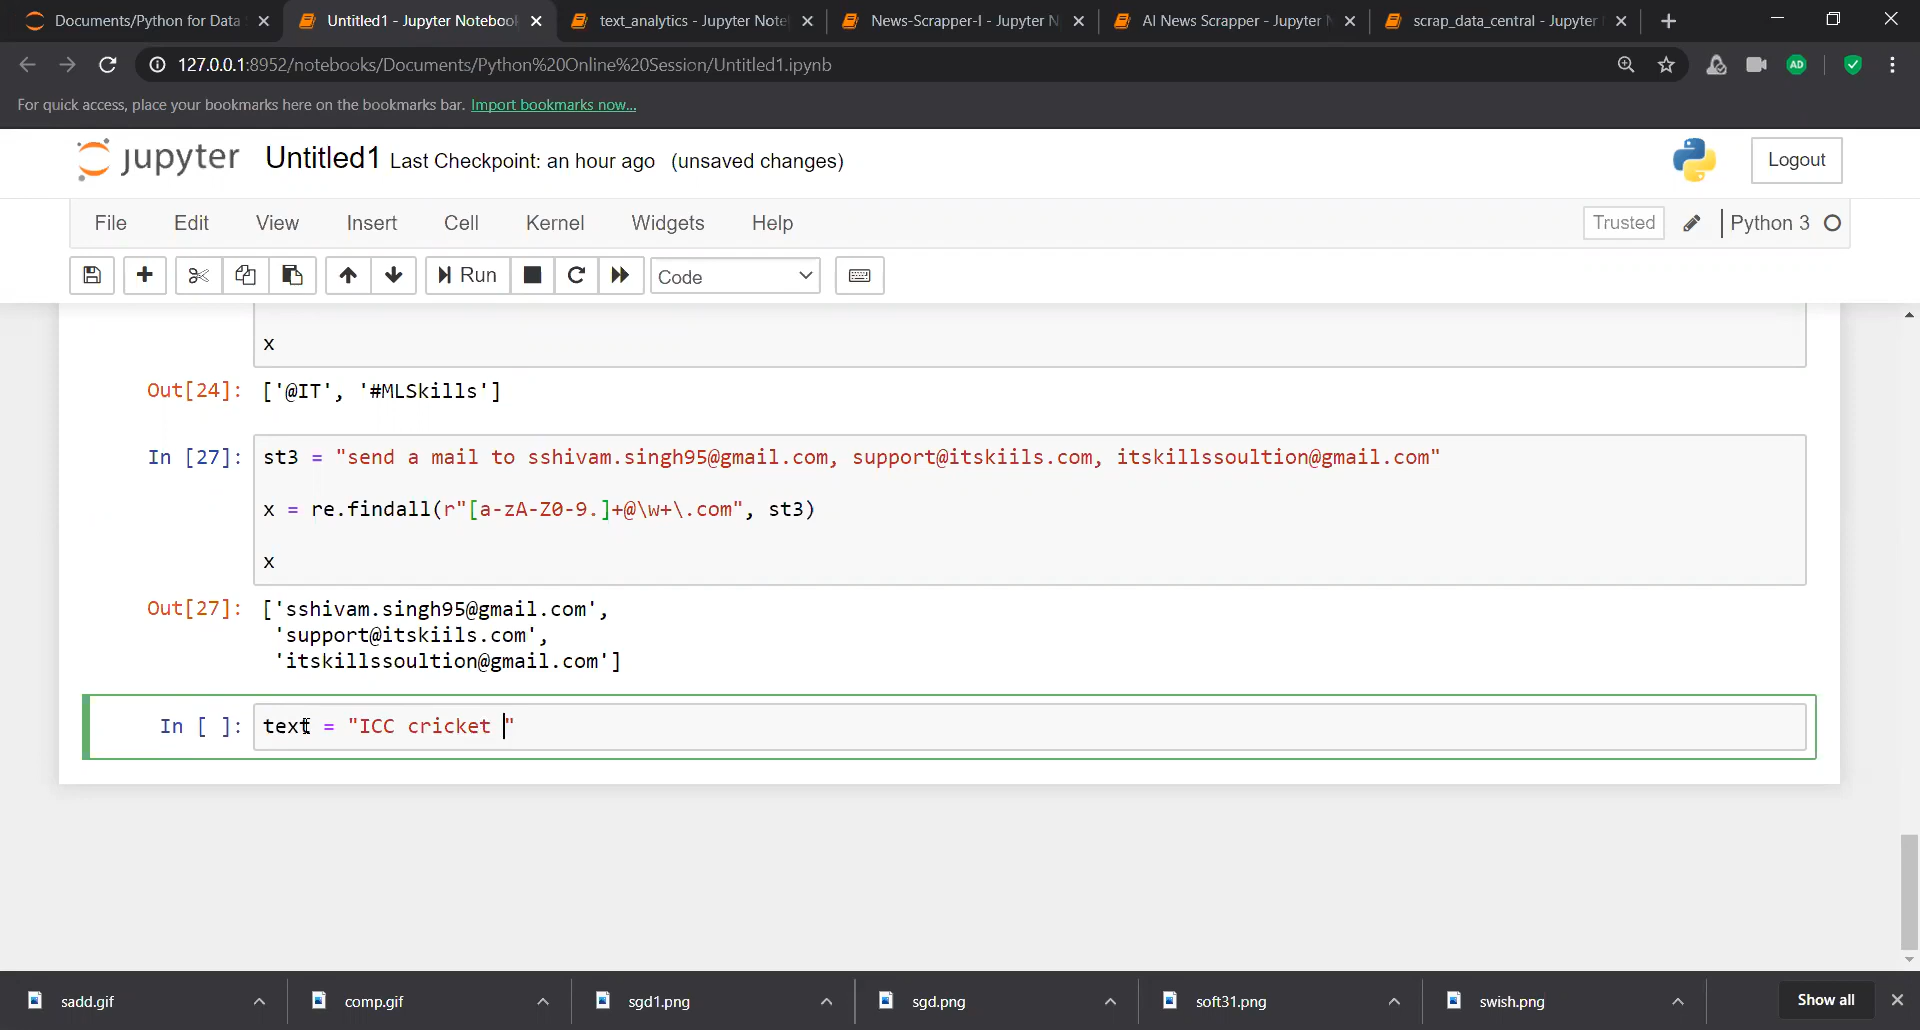 Documents/Python for Data
Untitled1 - Jupyter Notebook
text_analytics - Jupyter Note
News-Scrapper-I - Jupyter N
AI News Scrapper - Jupyter N
scrap_data_central - Jupyter
127.0.0.1:8952/notebooks/Documents/Python%20Online%20Session/Untitled1.ipynb
AD
For quick access, place your bookmarks here on the bookmarks bar. Import bookmarks now...
jupyter Untitled1 Last Checkpoint: an hour ago (unsaved changes)
Logout
File Edit View Insert Cell Kernel Widgets Help
Trusted Python 3
Run Code
x
Out[24]: ['@IT', '#MLSkills']
In [27]: st3 = "send a mail to sshivam.singh95@gmail.com, support@itskiils.com, itskillssoultion@gmail.com"
x = re.findall(r"[a-zA-Z0-9.]+@\w+\.com", st3)
x
Out[27]: ['sshivam.singh95@gmail.com',
'support@itskiils.com',
'itskillssoultion@gmail.com']
In [ ]: text = "ICC cricket "
sadd.gif
comp.gif
sgd1.png
sgd.png
soft31.png
swish.png
Show all